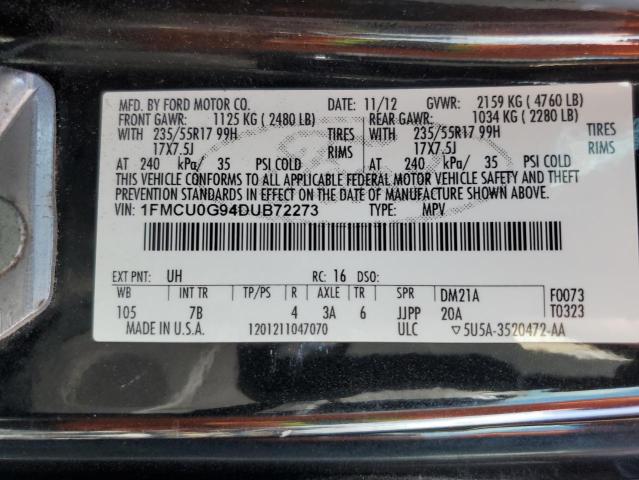 MFD. BY FORD MOTOR CO. DATE: 11/12 GVWR: 2159 KG ( 4760 LB)
FRONT GAWR: 1125 KG ( 2480 LB) REAR GAWR: 1034 KG ( 2280 LB)
WITH 235/55R17 99H TIRES WITH 235/55R17 99H TIRES
17X7.5J RIMS 17X7.5J RIMS
AT 240 kPa/ 35 PSI COLD AT 240 kPa/ 35 PSI COLD
THIS VEHICLE CONFORMS TO ALL APPLICABLE FEDERAL MOTOR VEHICLE SAFETY AND THEFT
PREVENTION STANDARDS IN EFFECT ON THE DATE OF MANUFACTURE SHOWN ABOVE.
VIN: 1FMCU0G94DUB72273 TYPE: MPV
EXT PNT: UH RC: 16 DSO:
WB INT TR TP/PS R AXLE TR SPR DM21A F0073
105 7B 4 3A 6 JJPP 20A T0323
MADE IN U.S.A. 1201211047070 ULC 5U5A-3520472-AA